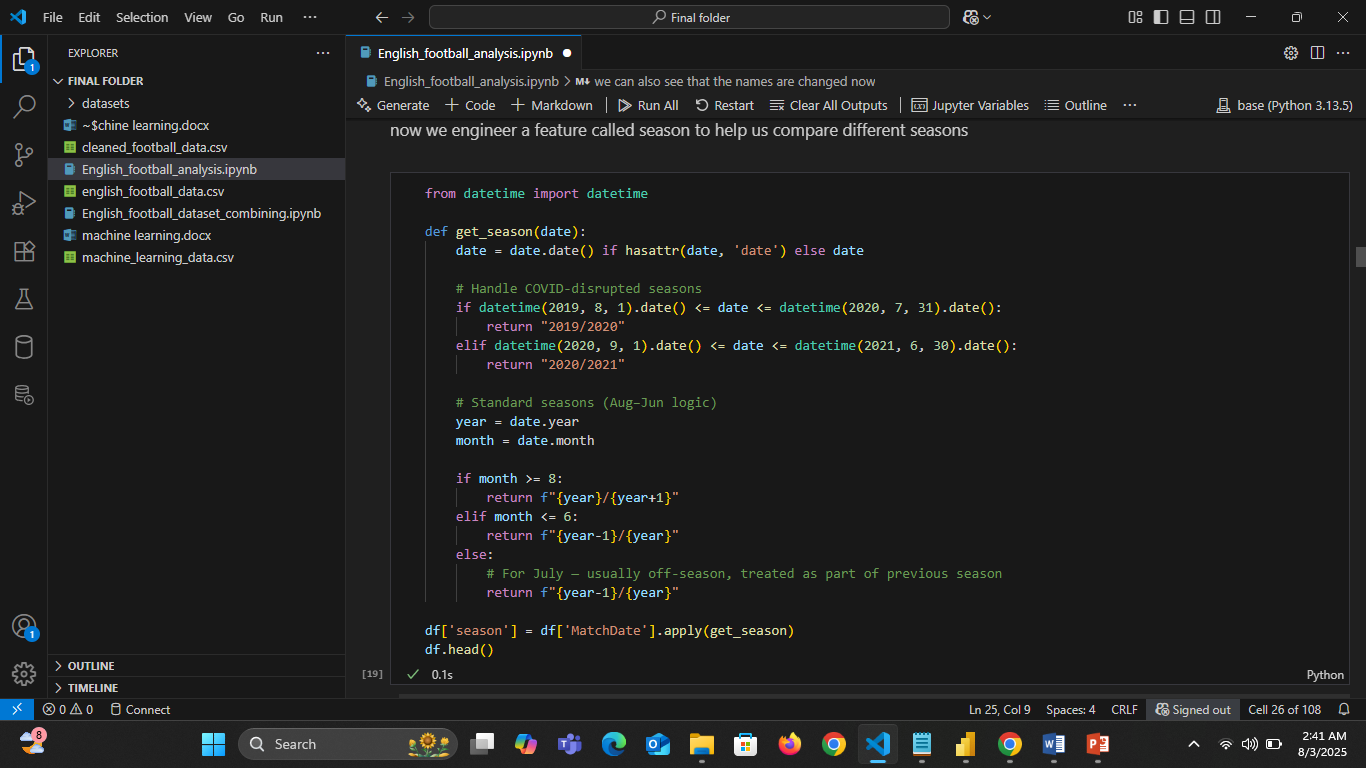 File Edit Selection View Go Run ···
Final folder
EXPLORER
FINAL FOLDER
datasets
~$chine learning.docx
cleaned_football_data.csv
English_football_analysis.ipynb
english_football_data.csv
English_football_dataset_combining.ipynb
machine learning.docx
machine_learning_data.csv
OUTLINE
TIMELINE
1
1
English_football_analysis.ipynb
English_football_analysis.ipynb > M↓ we can also see that the names are changed now
Generate + Code + Markdown | Run All Restart Clear All Outputs | Jupyter Variables Outline ··· base (Python 3.13.5)
now we engineer a feature called season to help us compare different seasons
from datetime import datetime
def get_season(date):
    date = date.date() if hasattr(date, 'date') else date
    # Handle COVID-disrupted seasons
    if datetime(2019, 8, 1).date() <= date <= datetime(2020, 7, 31).date():
        return "2019/2020"
    elif datetime(2020, 9, 1).date() <= date <= datetime(2021, 6, 30).date():
        return "2020/2021"
    # Standard seasons (Aug–Jun logic)
    year = date.year
    month = date.month
    if month >= 8:
        return f"{year}/{year+1}"
    elif month <= 6:
        return f"{year-1}/{year}"
    else:
        # For July — usually off-season, treated as part of previous season
        return f"{year-1}/{year}"
df['season'] = df['MatchDate'].apply(get_season)
df.head()
[19] ✓ 0.1s Python
0 0 Connect Ln 25, Col 9 Spaces: 4 CRLF Signed out Cell 26 of 108
8 Search 2:41 AM
8/3/2025